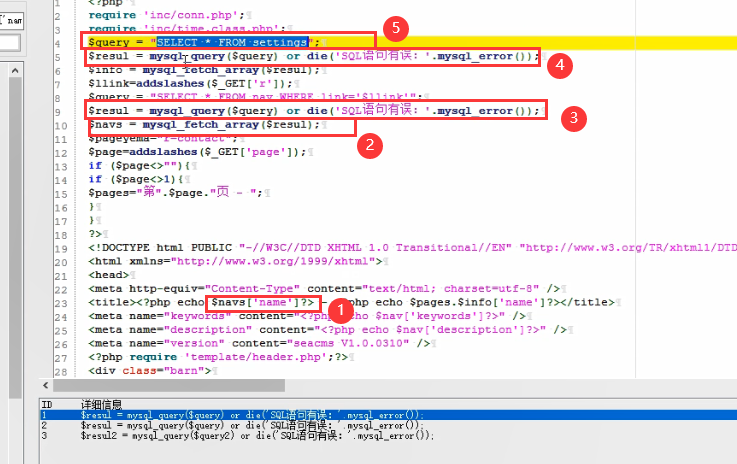 ['nav
1 <?php
2 require 'inc/conn.php';
3 require 'inc/time.class.php';
4 $query = "SELECT * FROM settings";
5 $resul = mysql_query($query) or die('SQL语句有误：'.mysql_error());
6 $info = mysql_fetch_array($resul);
7 $llink=addslashes($_GET['r']);
8 $query = "SELECT * FROM nav WHERE link='$llink'";
9 $resul = mysql_query($query) or die('SQL语句有误：'.mysql_error());
10 $navs = mysql_fetch_array($resul);
11 $pageyema="r=contact";
12 $page=addslashes($_GET['page']);
13 if ($page<>""){
14 if ($page<>1){
15 $pages="第".$page."页 - ";
16 }
17 }
18 ?>
19 <!DOCTYPE html PUBLIC "-//W3C//DTD XHTML 1.0 Transitional//EN" "http://www.w3.org/TR/xhtml1/DTD
20 <html xmlns="http://www.w3.org/1999/xhtml">
21 <head>
22 <meta http-equiv="Content-Type" content="text/html; charset=utf-8" />
23 <title><?php echo $navs['name']?> - <?php echo $pages.$info['name']?></title>
24 <meta name="keywords" content="<?php echo $nav['keywords']?>" />
25 <meta name="description" content="<?php echo $nav['description']?>" />
26 <meta name="version" content="seacms V1.0.0310" />
27 <?php require 'template/header.php';?>
28 <div class="barn">
5
4
3
2
1
ID 详细信息
1 $resul = mysql_query($query) or die('SQL语句有误：'.mysql_error());
2 $resul = mysql_query($query) or die('SQL语句有误：'.mysql_error());
3 $resul2 = mysql_query($query2) or die('SQL语句有误：'.mysql_error());